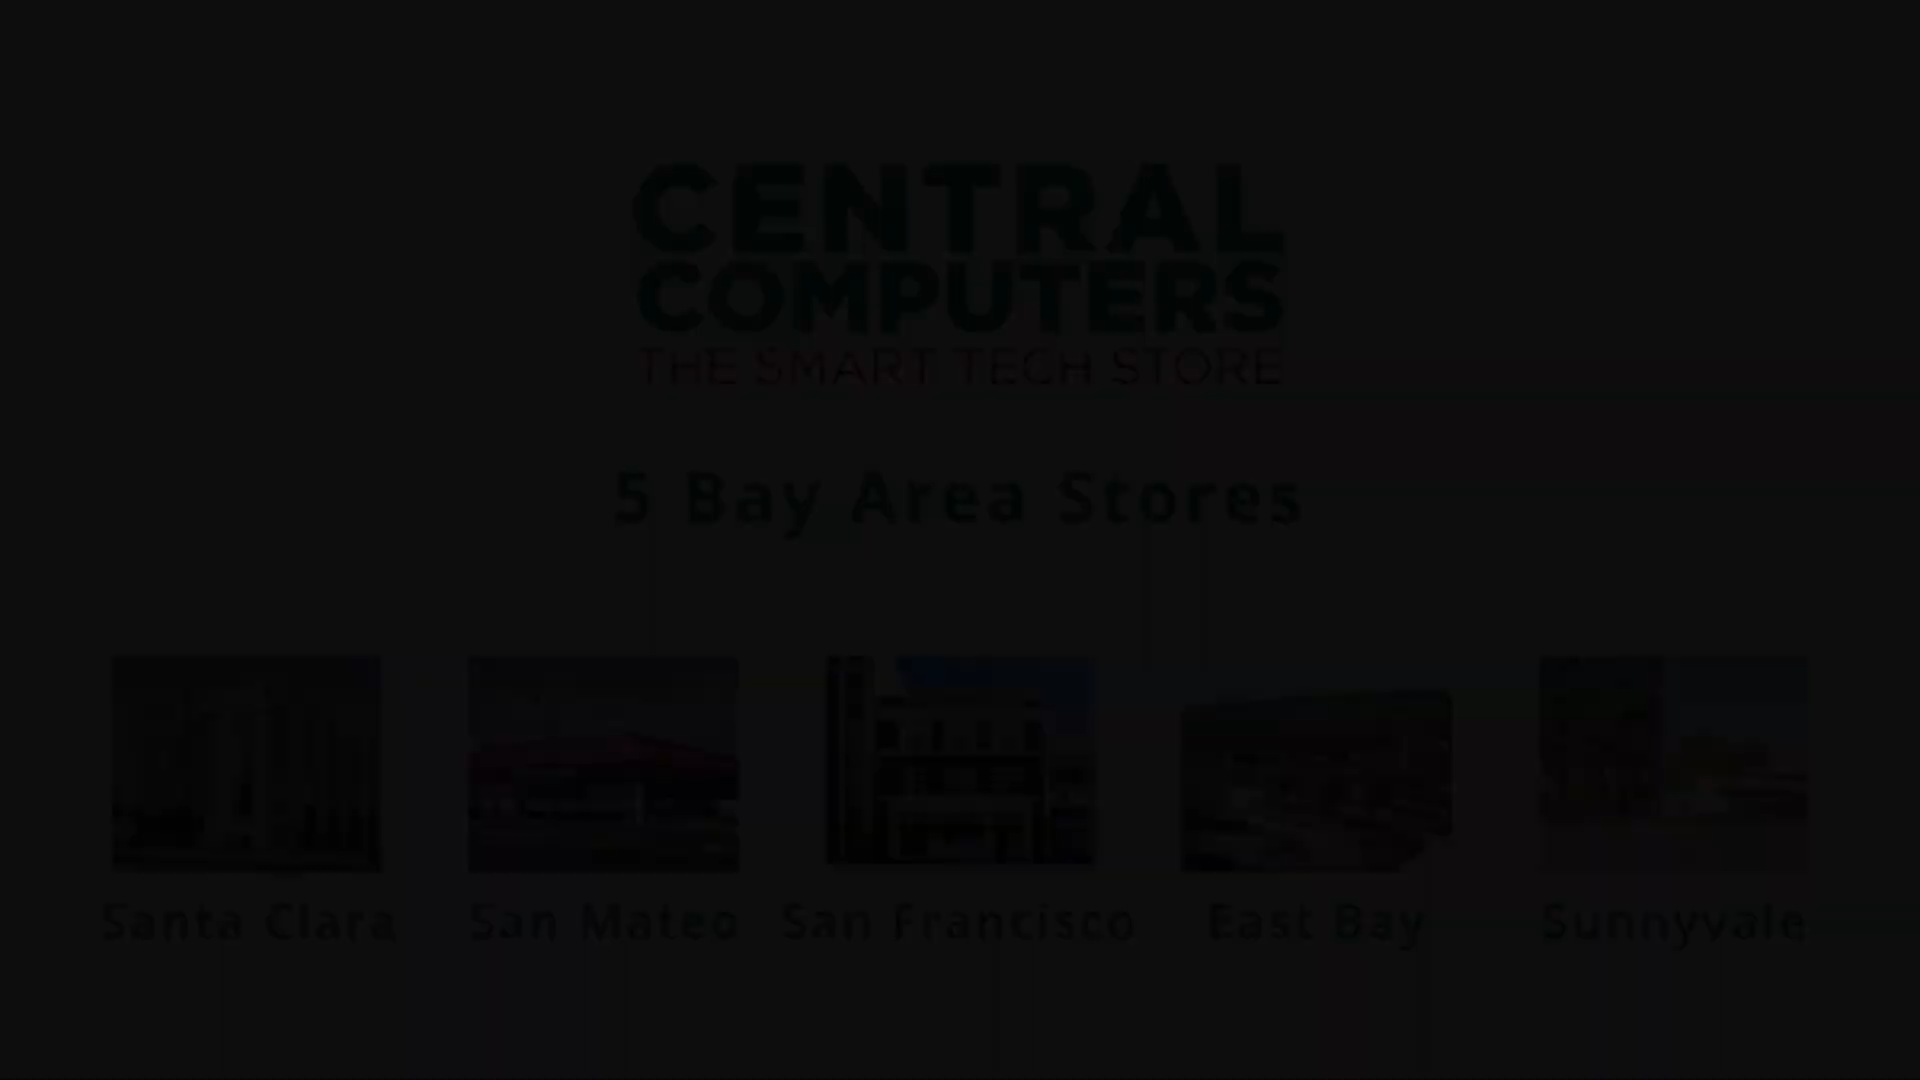 CENTRAL
COMPUTERS
THE SMART TECH STORE
5 Bay Area Stores
Santa Clara
San Mateo
San Francisco
East Bay
Sunnyvale